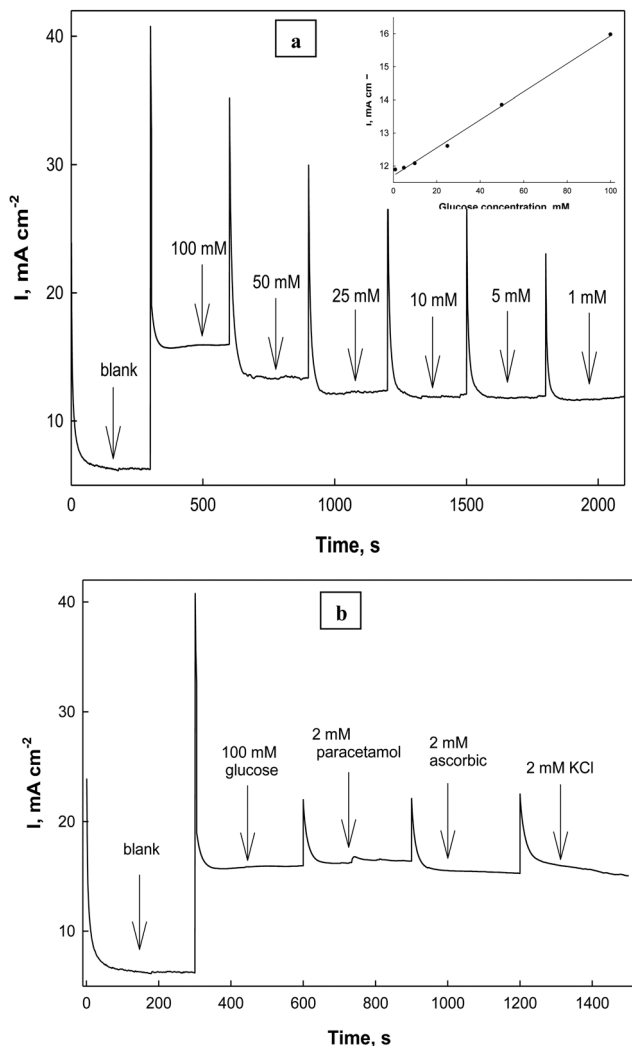 a
I, mA cm-2
40
30
20
10
blank
100 mM
50 mM
25 mM
10 mM
5 mM
1 mM
0
500
1000
1500
2000
Time, s
I, mA cm-
16
15
14
13
12
0
20
40
60
80
100
Glucose concentration, mM
b
I, mA cm-2
40
30
20
10
blank
100 mM
glucose
2 mM
paracetamol
2 mM
ascorbic
2 mM KCl
0
200
400
600
800
1000
1200
1400
Time, s